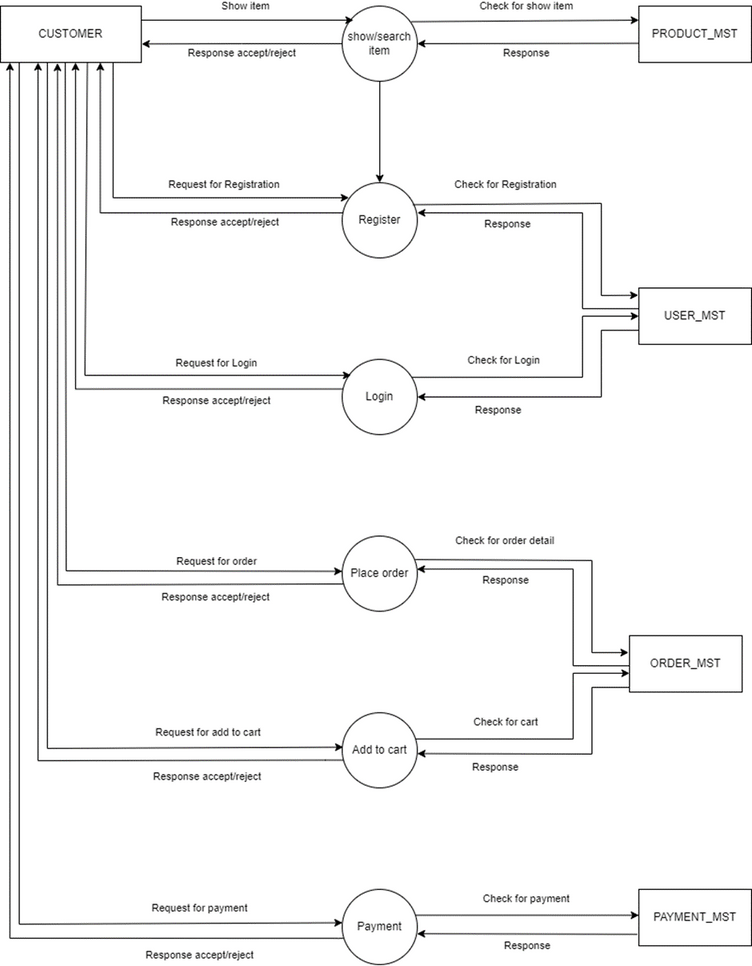 CUSTOMER
Show item
Response accept/reject
show/search
item
Check for show item
Response
PRODUCT_MST
Request for Registration
Response accept/reject
Register
Check for Registration
Response
USER_MST
Request for Login
Response accept/reject
Login
Check for Login
Response
Request for order
Response accept/reject
Place order
Check for order detail
Response
ORDER_MST
Request for add to cart
Response accept/reject
Add to cart
Check for cart
Response
Request for payment
Response accept/reject
Payment
Check for payment
Response
PAYMENT_MST